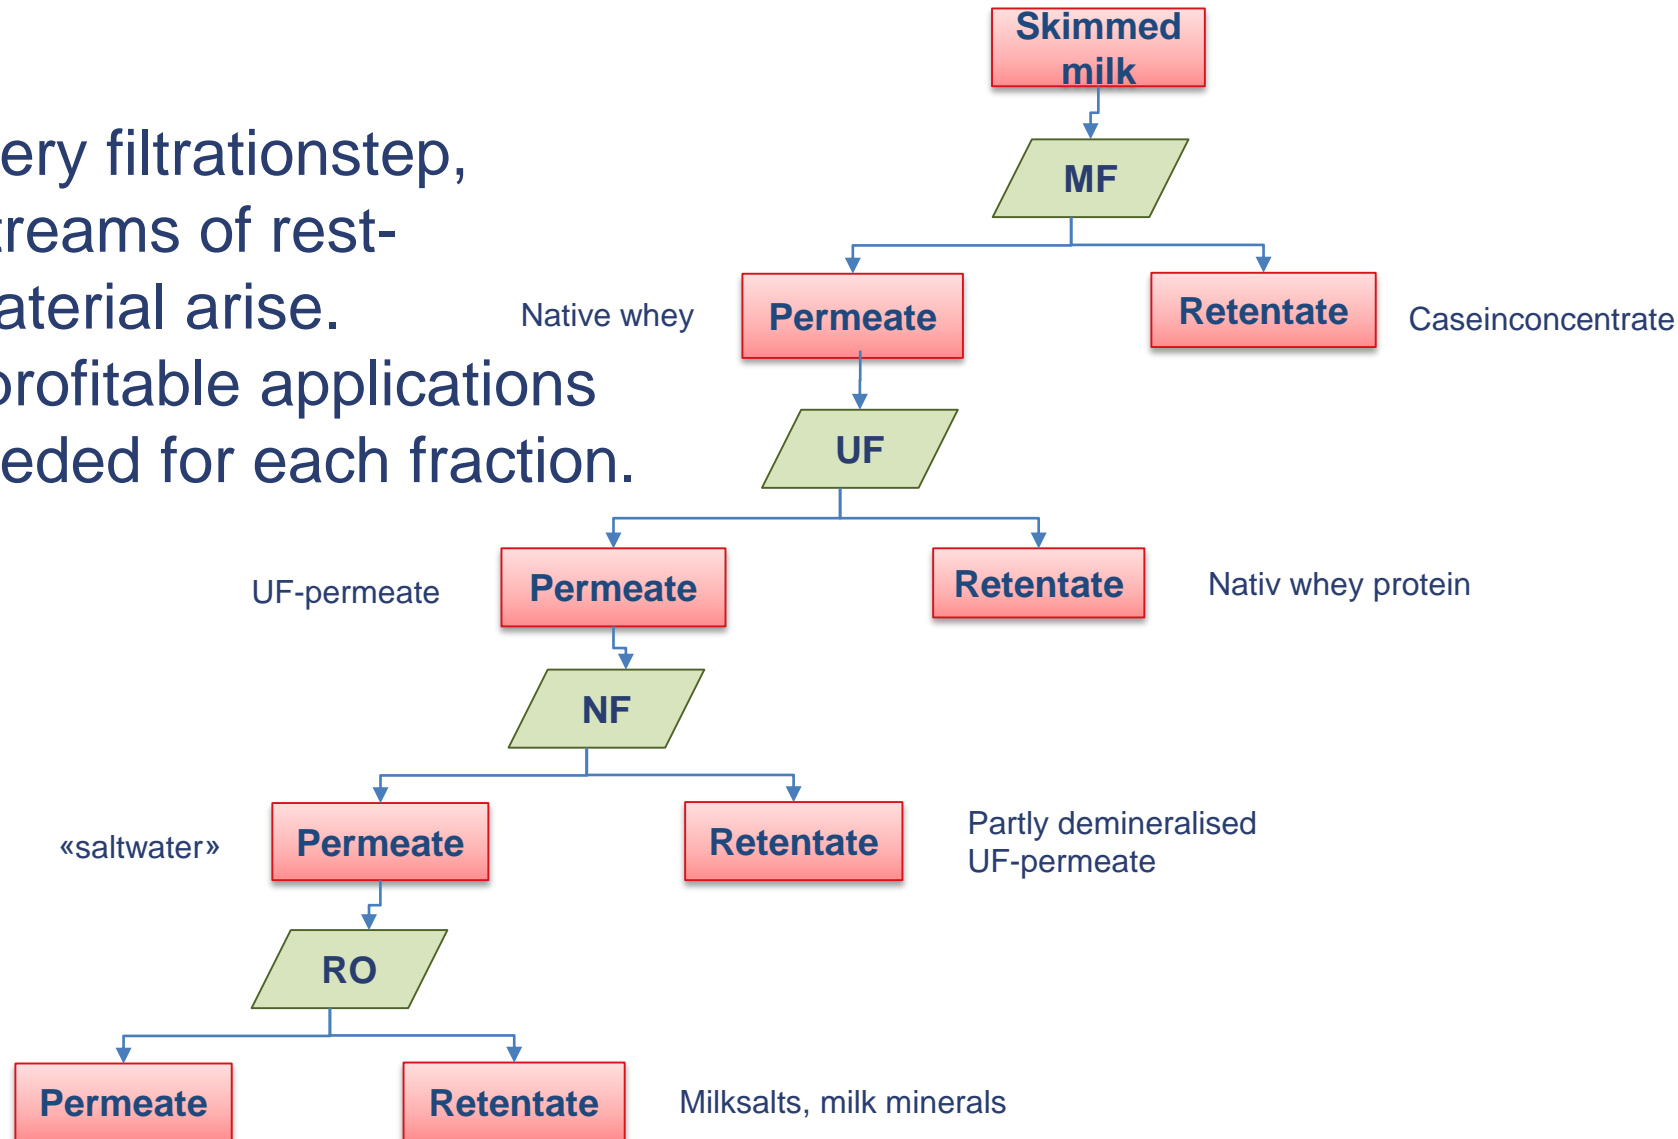 Skimmed
milk
ery filtrationstep,
treams of rest-
aterial arise.
profitable applications
eded for each fraction.
MF
Native whey
Permeate
Retentate
Caseinconcentrate
UF
UF-permeate
Permeate
Retentate
Nativ whey protein
NF
«saltwater»
Permeate
Retentate
Partly demineralised
UF-permeate
RO
Permeate
Retentate
Milksalts, milk minerals